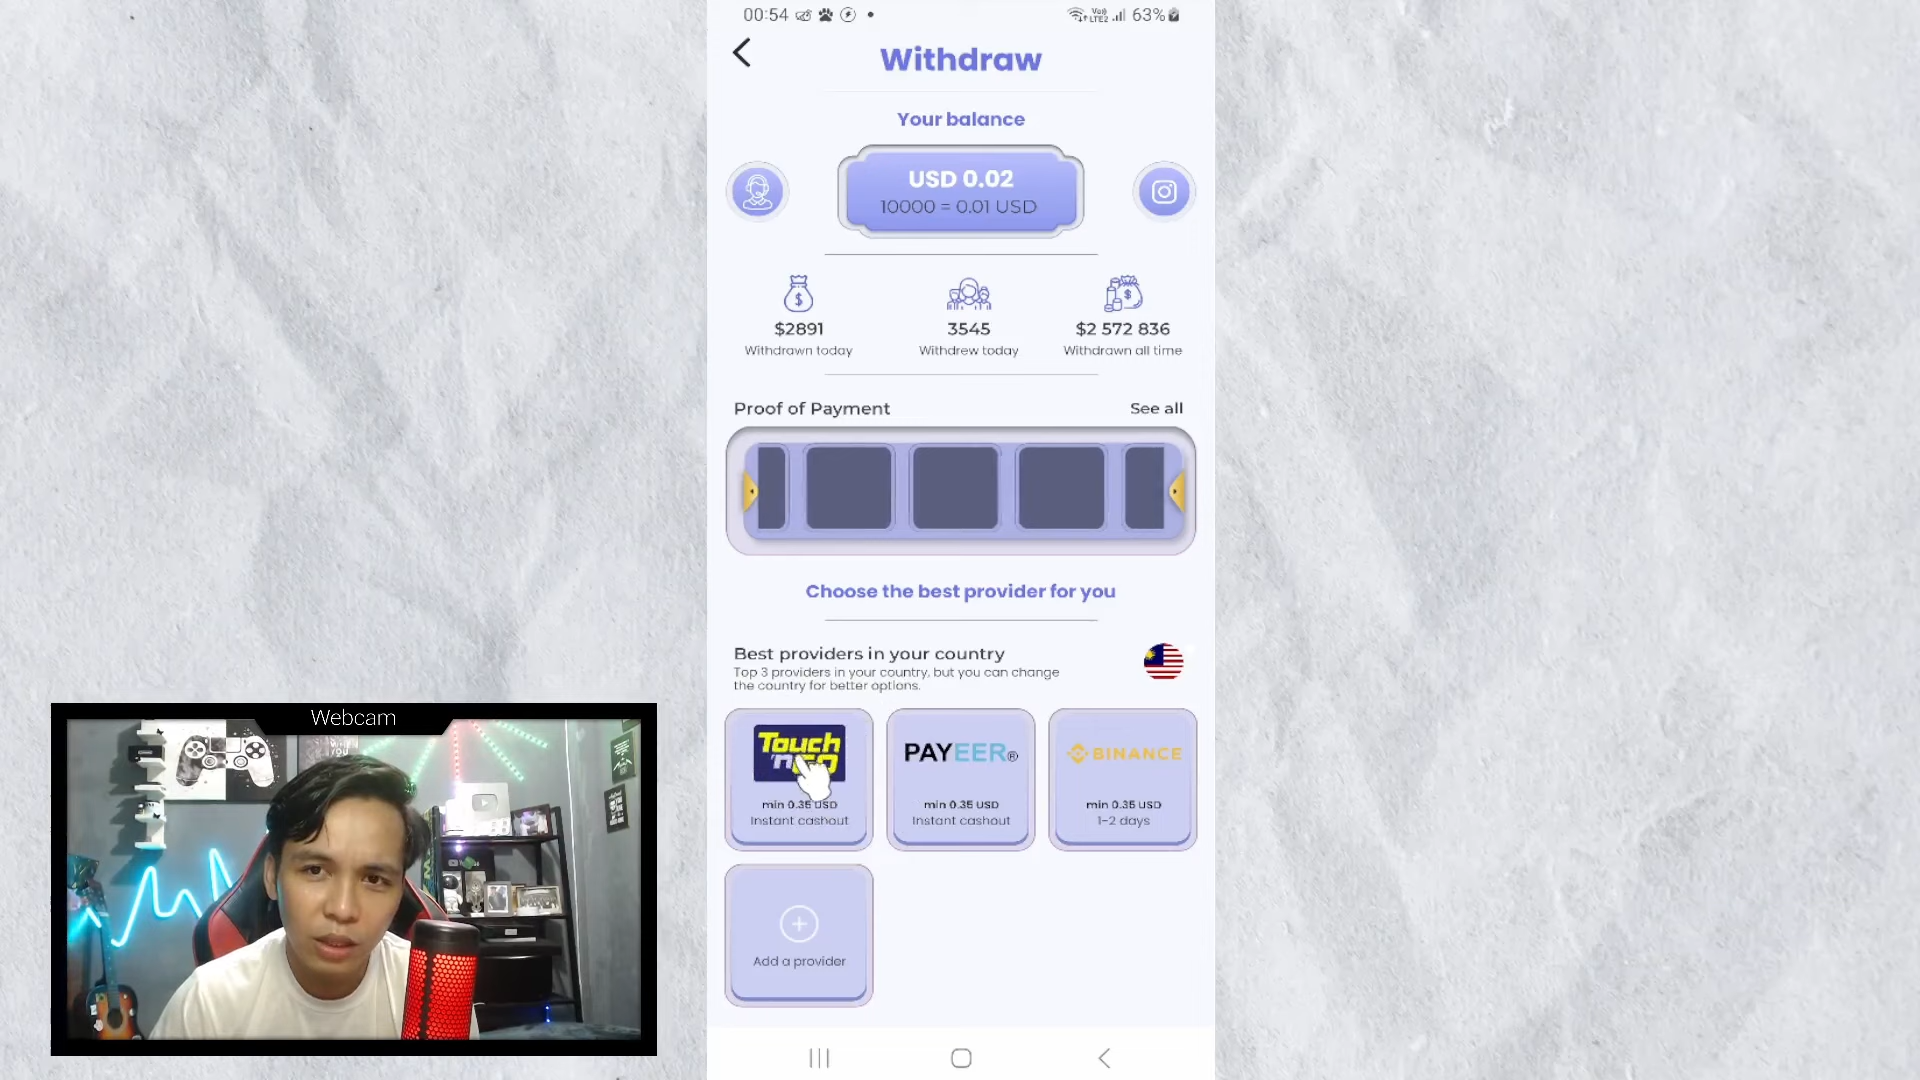 00:54
Vo)) LTE2 63%
Withdraw
Your balance
USD 0.02
10000 = 0.01 USD
$2891
Withdrawn today
3545
Withdrew today
$2 572 836
Withdrawn all time
Proof of Payment
See all
Choose the best provider for you
Best providers in your country
Top 3 providers in your country, but you can change
the country for better options.
Touch
'n Go
min 0.35 USD
Instant cashout
PAYEER®
min 0.35 USD
Instant cashout
BINANCE
min 0.35 USD
1-2 days
Add a provider
Webcam